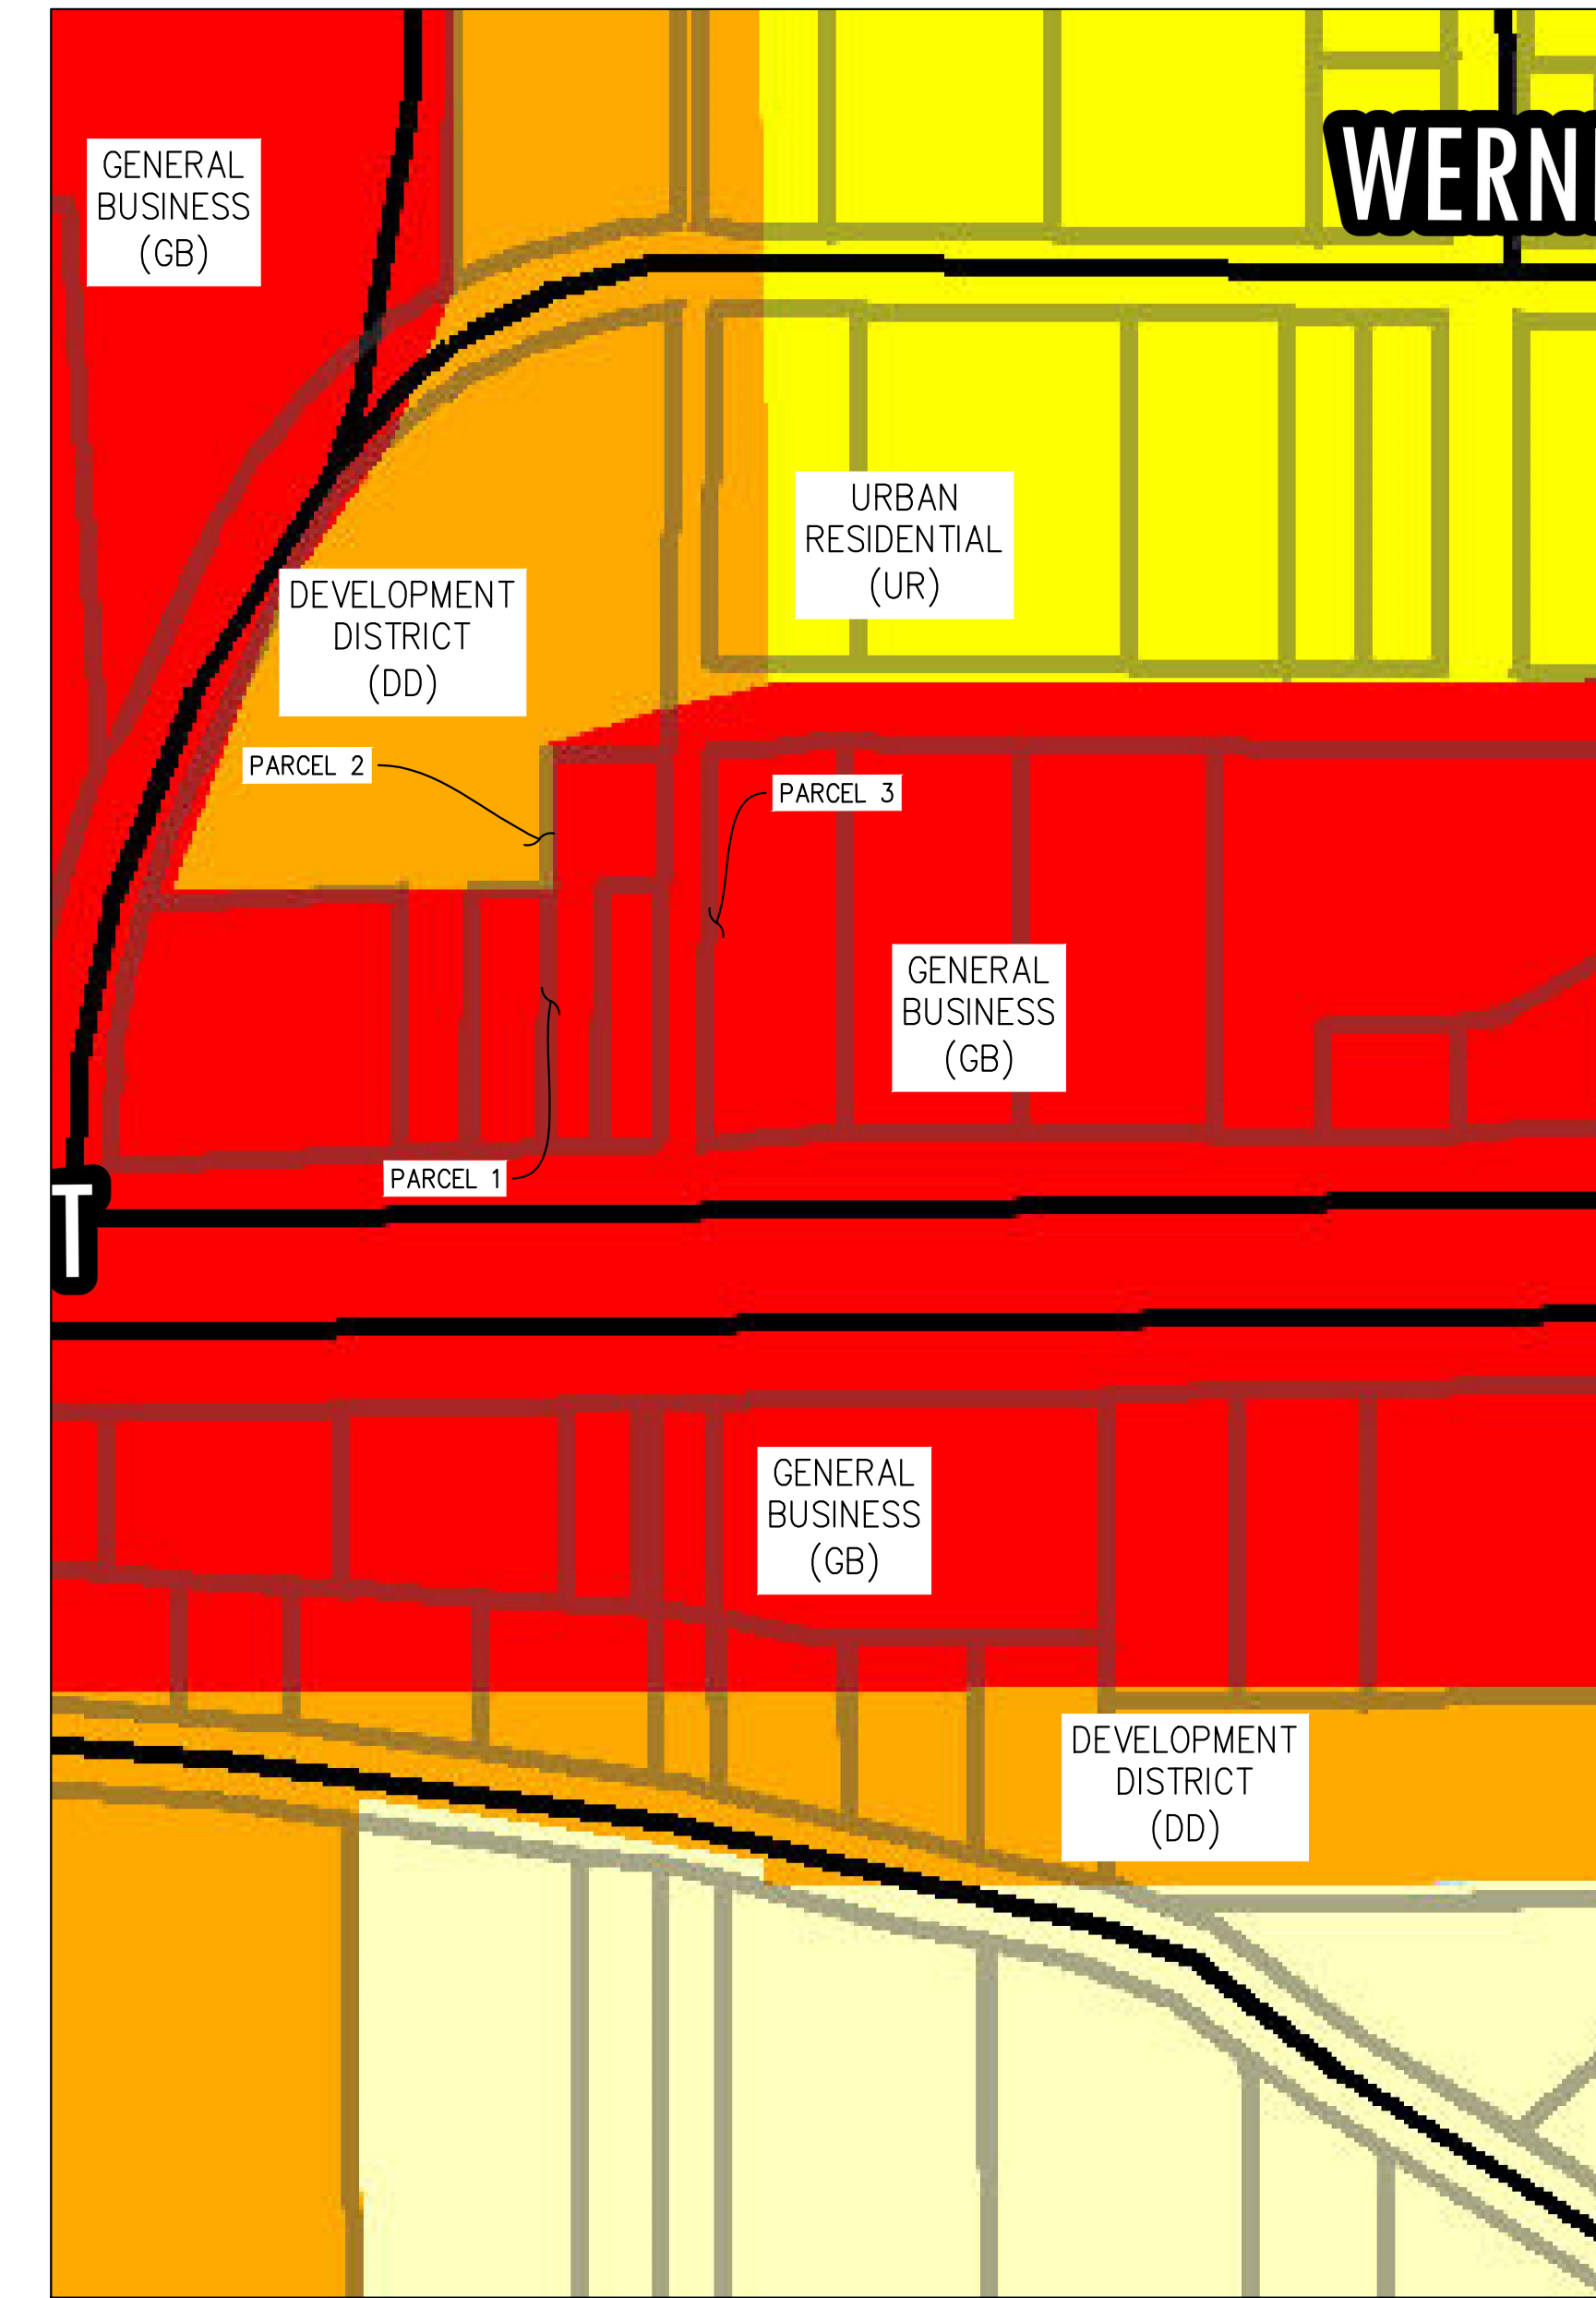 GENERAL
BUSINESS
(GB)
WERN
URBAN
RESIDENTIAL
(UR)
DEVELOPMENT
DISTRICT
(DD)
PARCEL 2
PARCEL 3
GENERAL
BUSINESS
(GB)
PARCEL 1
T
GENERAL
BUSINESS
(GB)
DEVELOPMENT
DISTRICT
(DD)